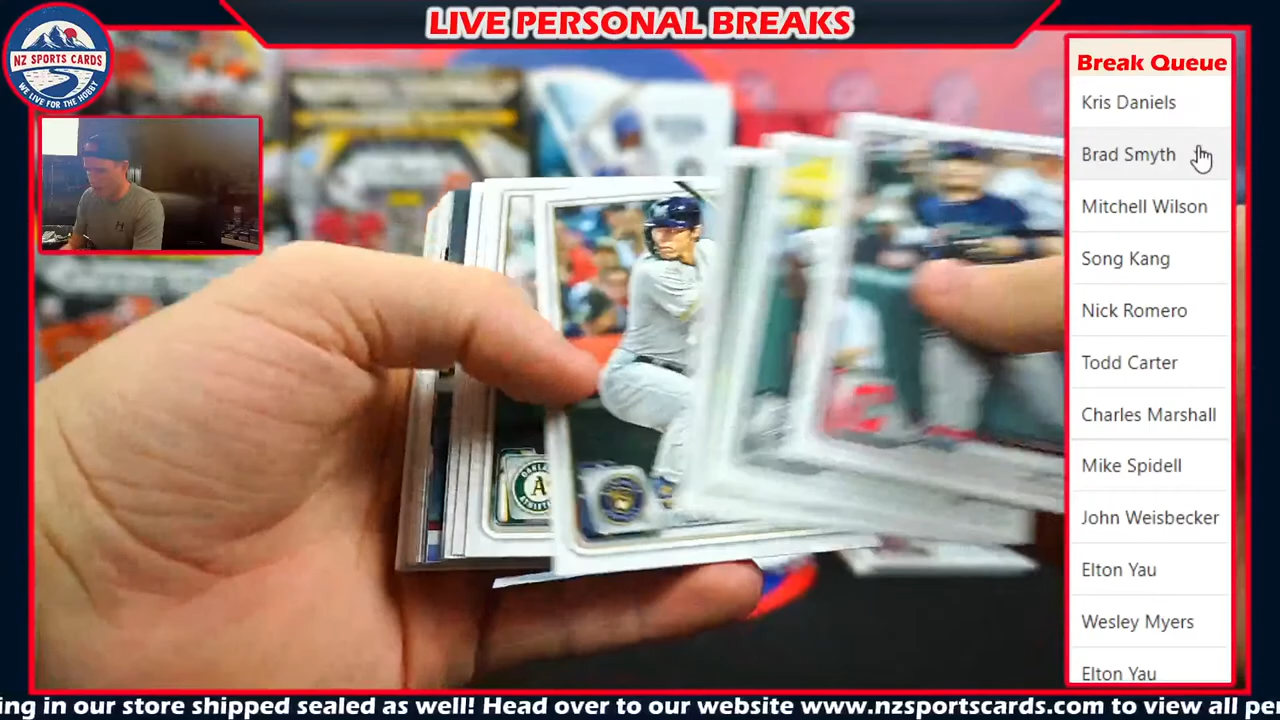 LIVE PERSONAL BREAKS
NZ SPORTS CARDS
WE LIVE FOR THE HOBBY
Break Queue
Kris Daniels
Brad Smyth
Mitchell Wilson
Song Kang
Nick Romero
Todd Carter
Charles Marshall
Mike Spidell
John Weisbecker
Elton Yau
Wesley Myers
Elton Yau
ing in our store shipped sealed as well! Head over to our website www.nzsportscards.com to view all pe